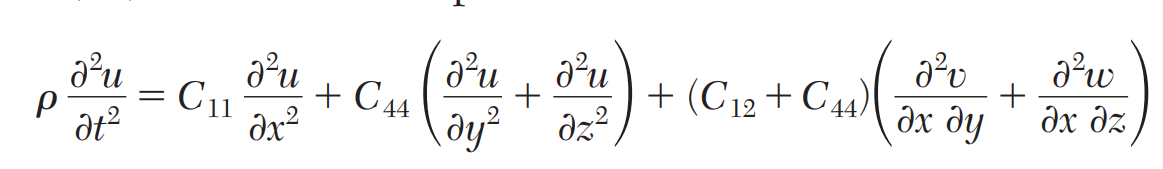 ρ ∂²u/∂t² = C₁₁ ∂²u/∂x² + C₄₄ (∂²u/∂y² + ∂²u/∂z²) + (C₁₂ + C₄₄)(∂²v/∂x ∂y + ∂²w/∂x ∂z)